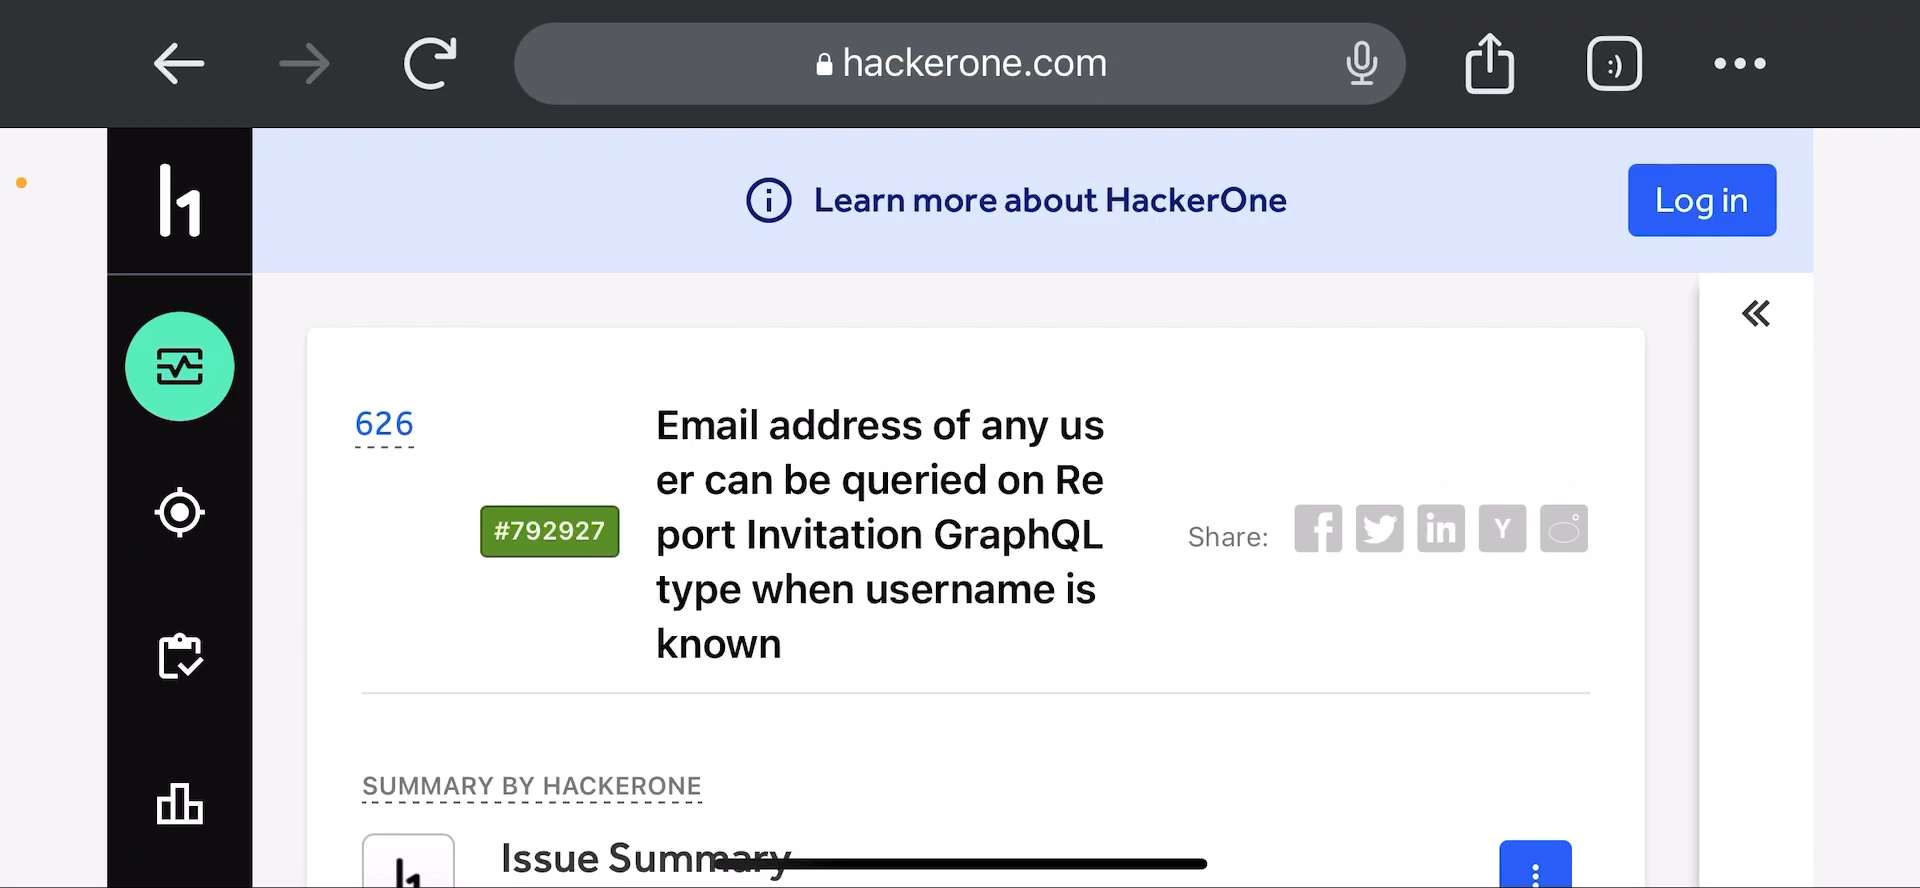 hackerone.com
:)
Learn more about HackerOne
Log in
626
#792927
Email address of any us
er can be queried on Re
port Invitation GraphQL
type when username is
known
Share:
f
in
Y
SUMMARY BY HACKERONE
Issue Summary